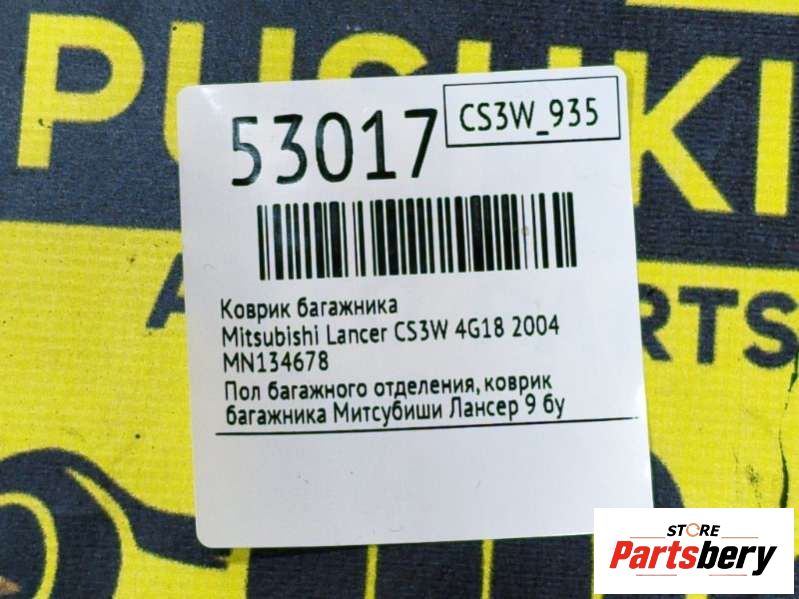 PUSHKI
53017
CS3W_935
A
RTS
Коврик багажника
Mitsubishi Lancer CS3W 4G18 2004
MN134678
Пол багажного отделения, коврик
багажника Митсубиши Лансер 9 бу
STORE
Partsbery